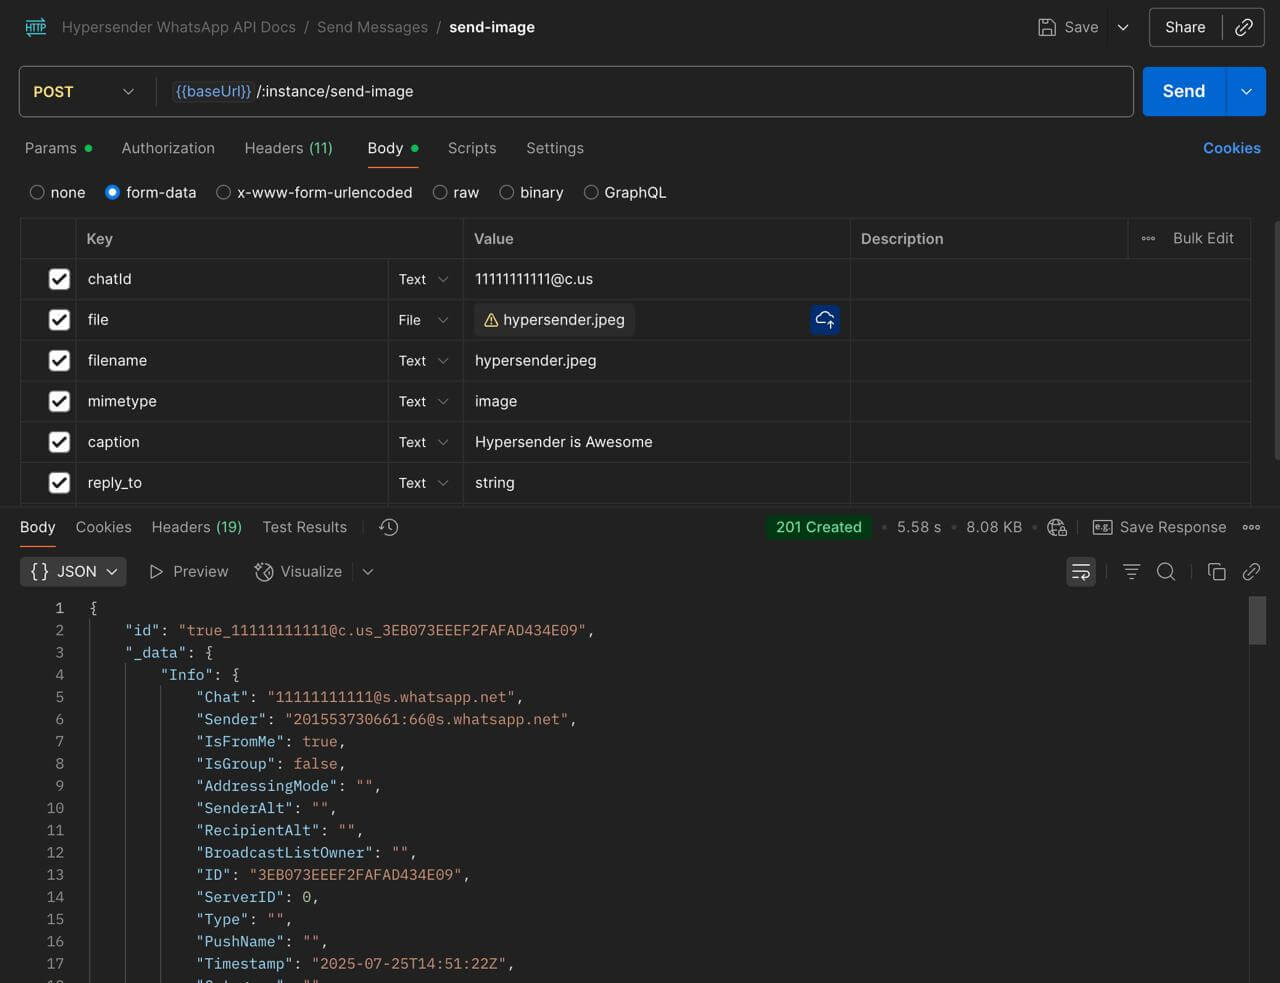 HTTP Hypersender WhatsApp API Docs / Send Messages / send-image Save Share
POST {{baseUrl}} /:instance/send-image Send
Params Authorization Headers (11) Body Scripts Settings Cookies
none form-data x-www-form-urlencoded raw binary GraphQL
Key Value Description Bulk Edit
chatId Text 11111111111@c.us
file File hypersender.jpeg
filename Text hypersender.jpeg
mimetype Text image
caption Text Hypersender is Awesome
reply_to Text string
Body Cookies Headers (19) Test Results 201 Created • 5.58 s • 8.08 KB • e.g. Save Response
{} JSON Preview Visualize
1 {
2 "id": "true_11111111111@c.us_3EB073EEEF2FAFAD434E09",
3 "_data": {
4 "Info": {
5 "Chat": "11111111111@s.whatsapp.net",
6 "Sender": "201553730661:66@s.whatsapp.net",
7 "IsFromMe": true,
8 "IsGroup": false,
9 "AddressingMode": "",
10 "SenderAlt": "",
11 "RecipientAlt": "",
12 "BroadcastListOwner": "",
13 "ID": "3EB073EEEF2FAFAD434E09",
14 "ServerID": 0,
15 "Type": "",
16 "PushName": "",
17 "Timestamp": "2025-07-25T14:51:22Z",